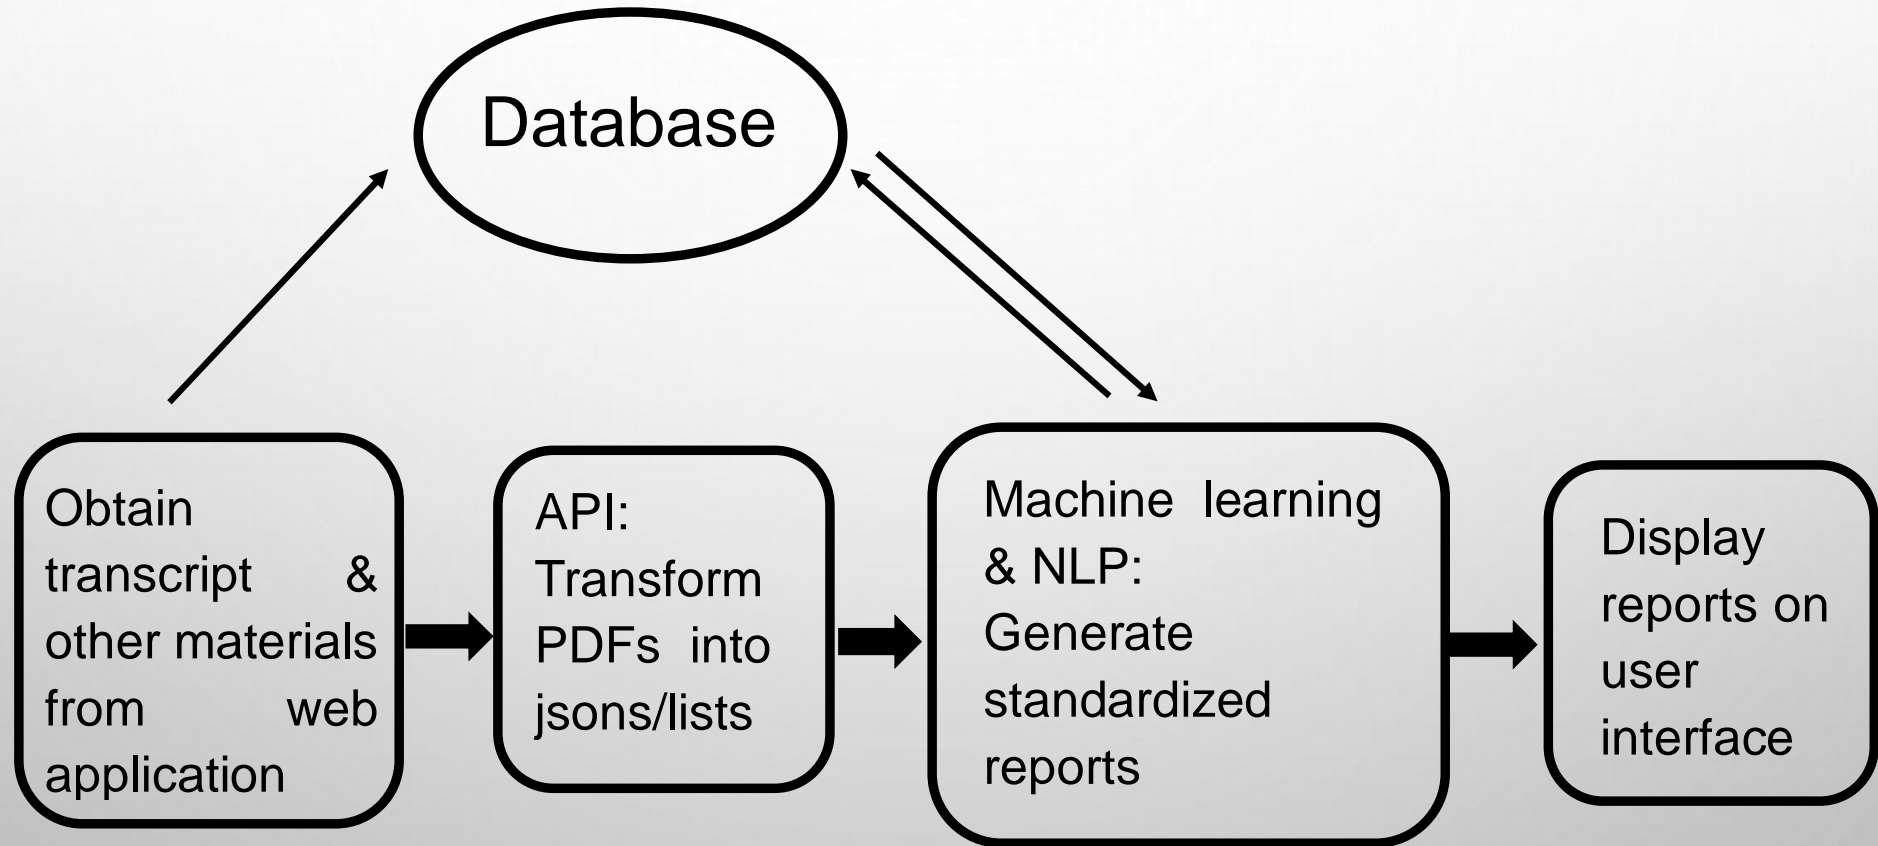 Database
Obtain
transcript &
other materials
from web
application
API:
Transform
PDFs into
jsons/lists
Machine learning
& NLP:
Generate
standardized
reports
Display
reports on
user
interface